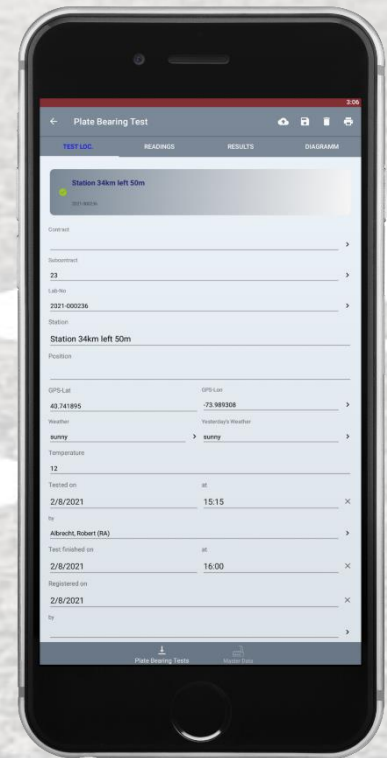 3:06
Plate Bearing Test
TEST LOC. READINGS RESULTS DIAGRAMM
Station 34km left 50m
2021-000236
Contract
Subcontract
23
Lab-No
2021-000236
Station
Station 34km left 50m
Position
GPS-Lat GPS-Lon
40.741895 -73.989308
Weather Yesterday's Weather
sunny sunny
Temperature
12
Tested on at
2/8/2021 15:15
by
Albrecht, Robert (RA)
Test finished on at
2/8/2021 16:00
Registered on
2/8/2021
by
Plate Bearing Tests Master Data